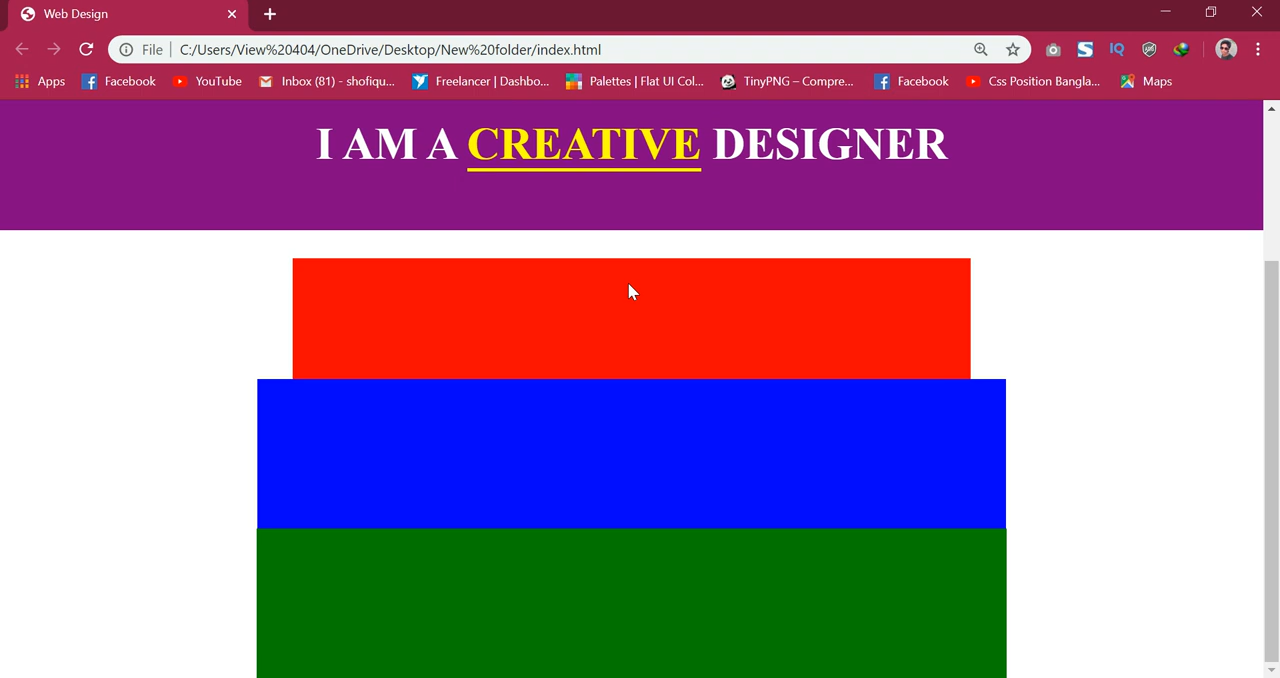 Web Design
File
C:/Users/View%20404/OneDrive/Desktop/New%20folder/index.html
Apps
Facebook
YouTube
Inbox (81) - shofiqu...
Freelancer | Dashbo...
Palettes | Flat UI Col...
TinyPNG – Compre...
Facebook
Css Position Bangla...
Maps
I AM A CREATIVE DESIGNER